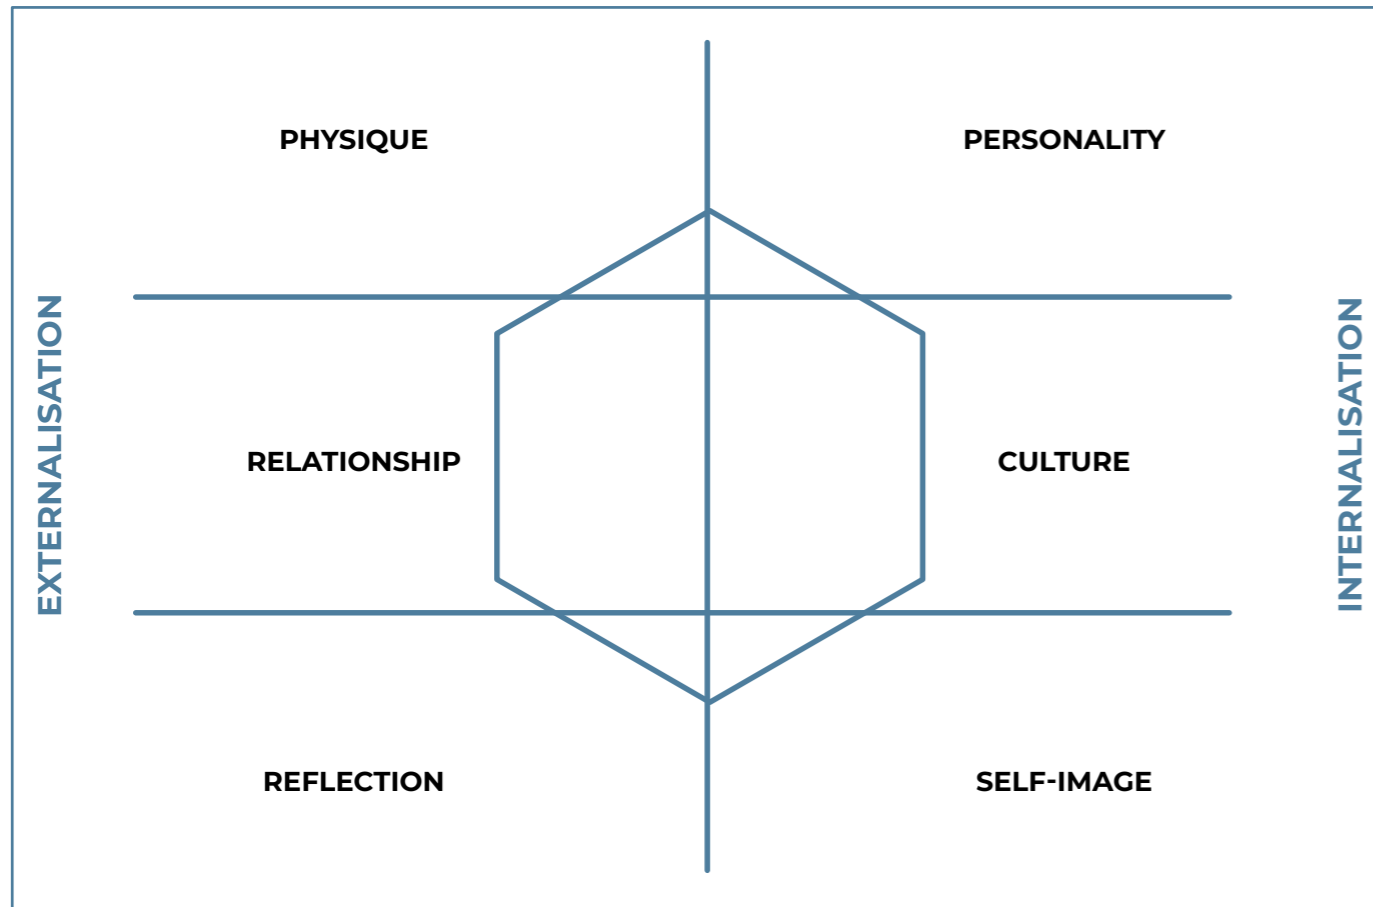 PHYSIQUE
PERSONALITY
EXTERNALISATION
INTERNALISATION
RELATIONSHIP
CULTURE
REFLECTION
SELF-IMAGE